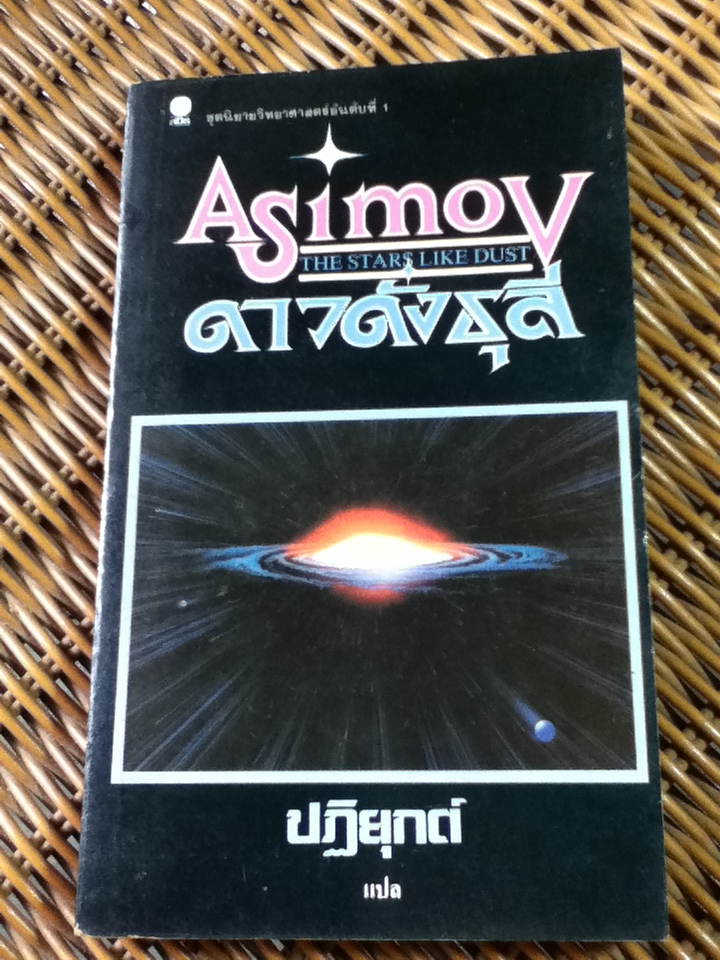 ชุดนิยายวิทยาศาสตร์อันดับที่ 1
Asimov
THE STARS LIKE DUST
ดาวดั่งธุลี
ปฏิยุกต์
แปล